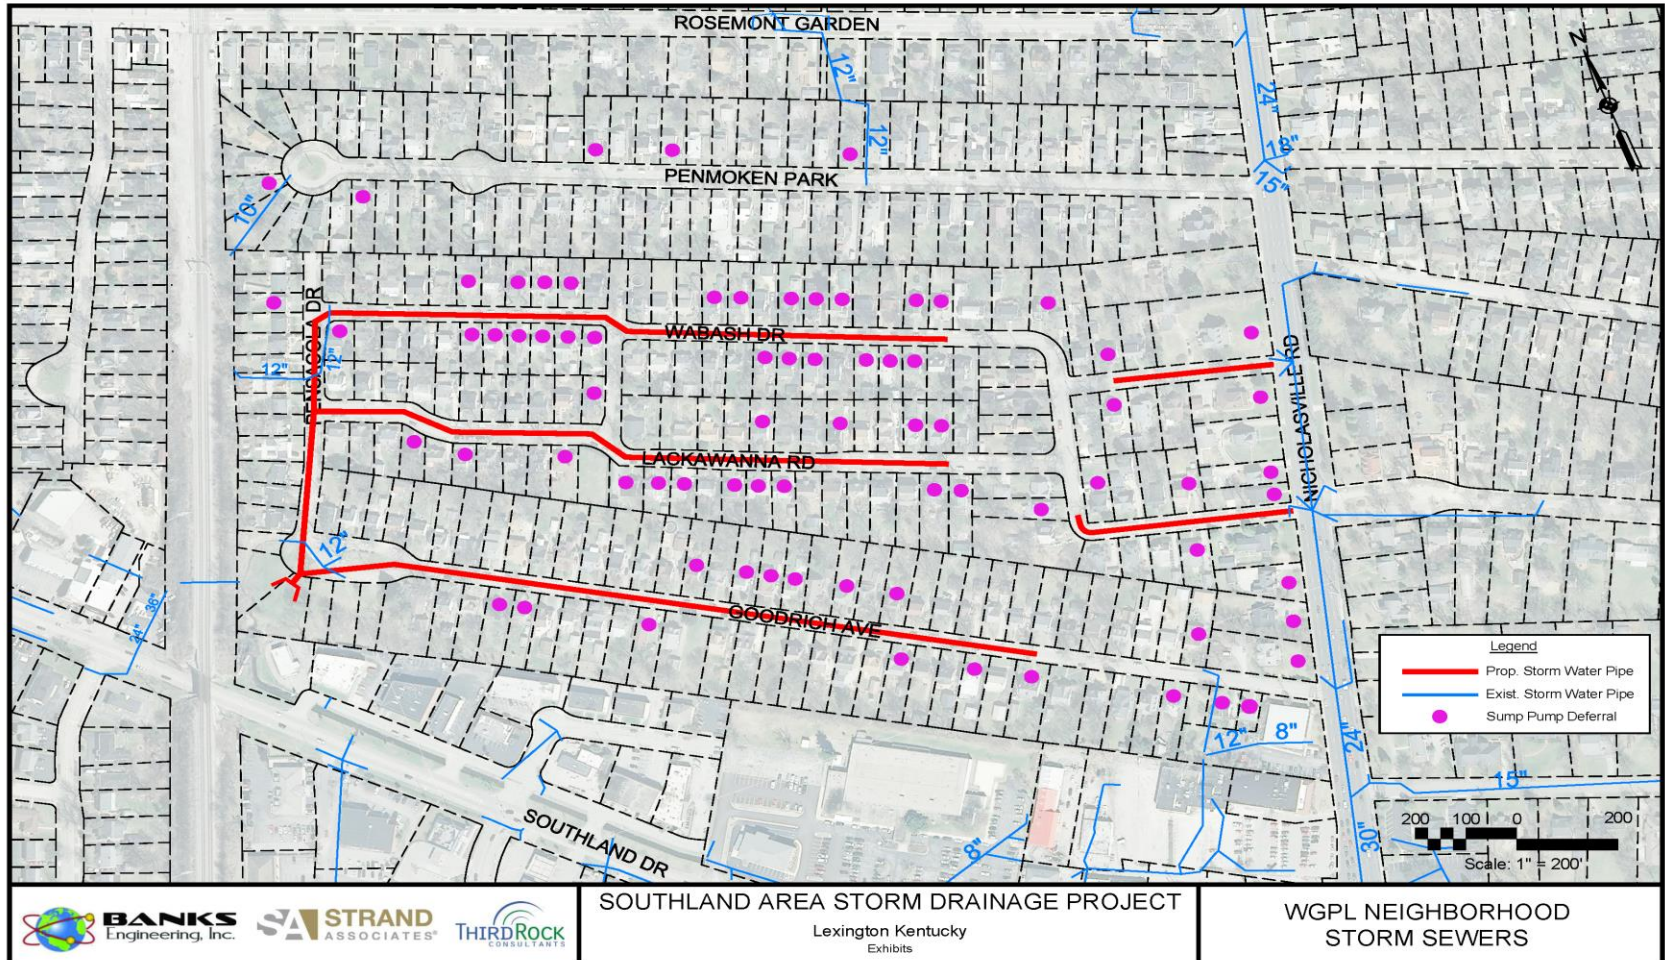 ROSEMONT GARDEN
12"
24"
N
12"
18"
15"
PENMOKEN PARK
10"
PENSACOLA DR
WABASH DR
12"
12"
NICHOLASVILLE RD
LACKAWANNA RD
12"
GOODRICH AVE
36"
24"
Legend
Prop. Storm Water Pipe
Exist. Storm Water Pipe
Sump Pump Deferral
12"
8"
24"
15"
SOUTHLAND DR
8"
30"
200 100 0 200
Scale: 1" = 200'
BANKS
Engineering, Inc.
SA STRAND
ASSOCIATES®
THIRDROCK
CONSULTANTS
SOUTHLAND AREA STORM DRAINAGE PROJECT
Lexington Kentucky
Exhibits
WGPL NEIGHBORHOOD
STORM SEWERS